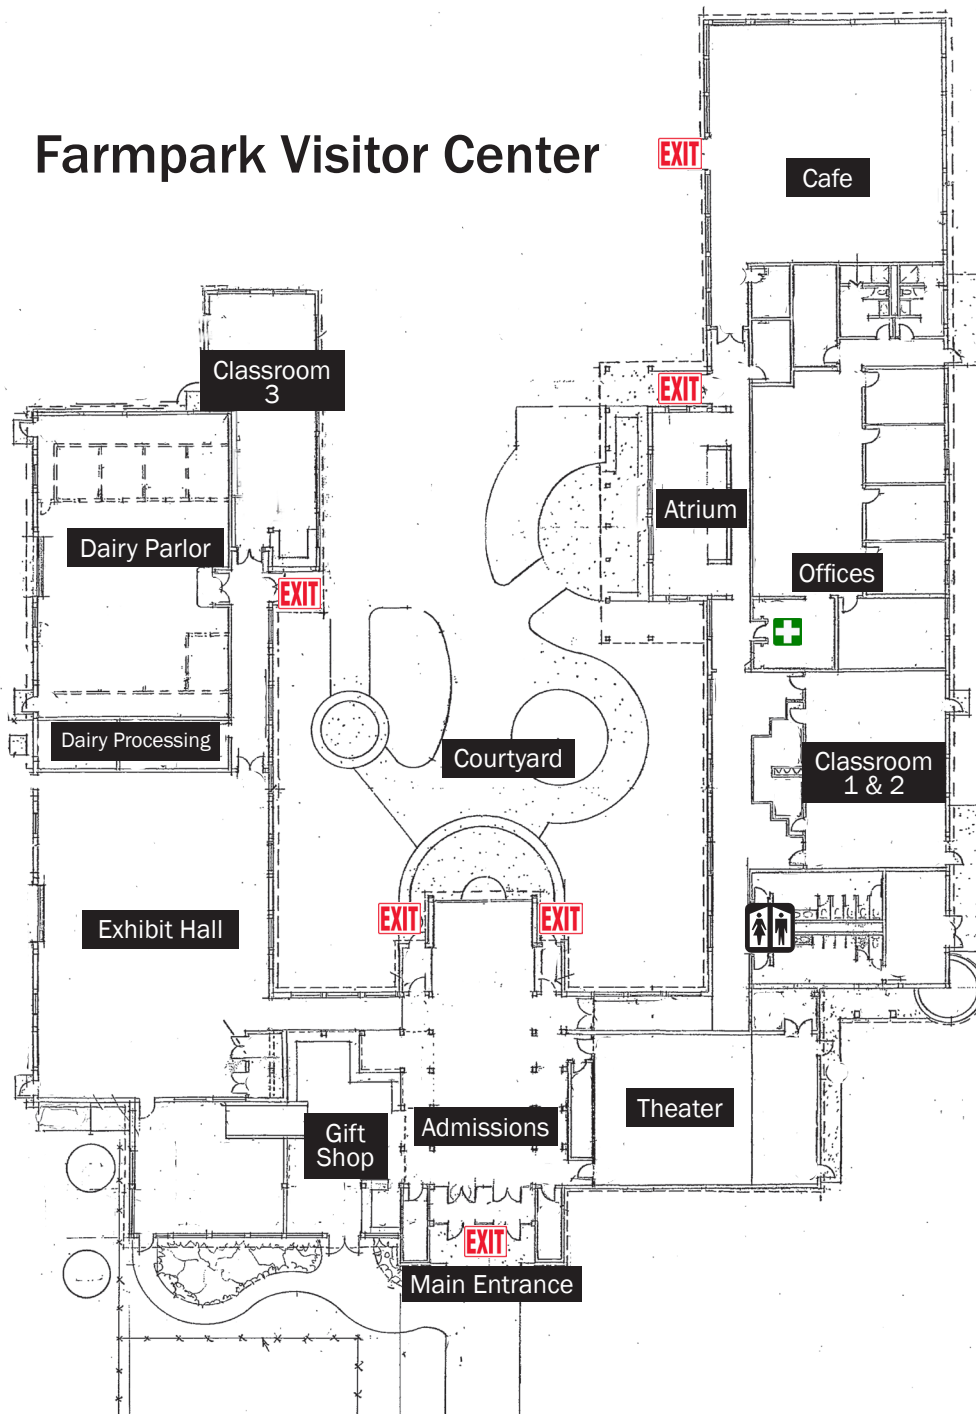 Farmpark Visitor Center
EXIT
Cafe
Classroom
3
EXIT
Atrium
Dairy Parlor
Offices
EXIT
Dairy Processing
Courtyard
Classroom
1 & 2
EXIT
EXIT
Exhibit Hall
Theater
Admissions
Gift
Shop
EXIT
Main Entrance